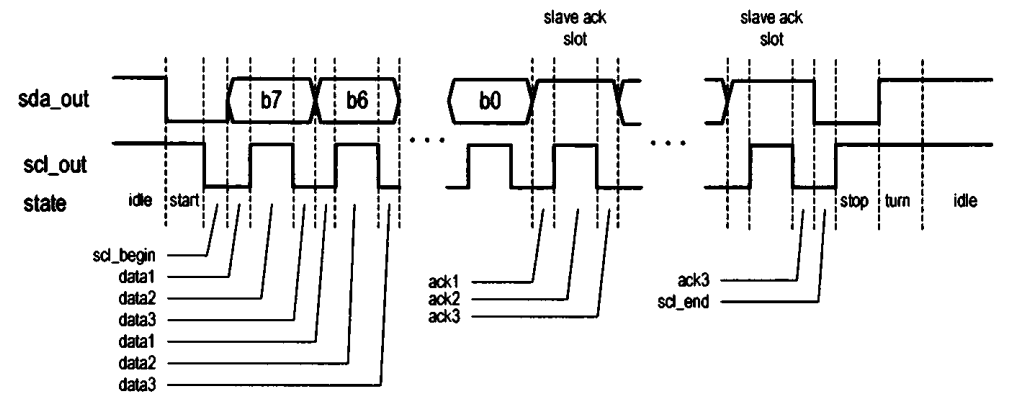 slave ack
slot
slave ack
slot
sda_out
b7
b6
b0
scl_out
state
idle
start
stop
turn
idle
scl_begin
data1
data2
data3
data1
data2
data3
ack1
ack2
ack3
ack3
scl_end